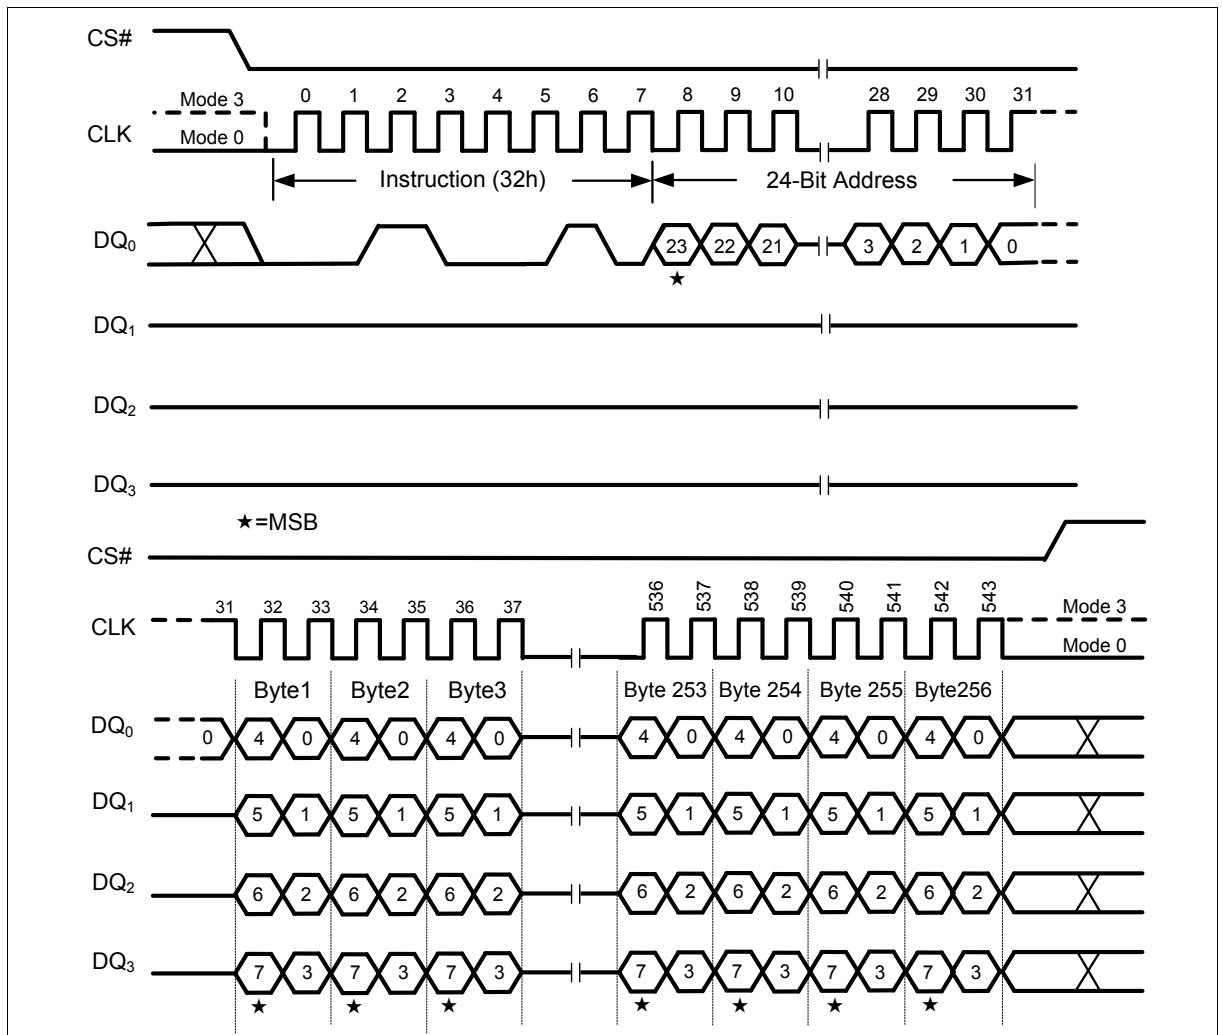 CS#
Mode 3
0 1 2 3 4 5 6 7 8 9 10 28 29 30 31
CLK
Mode 0
Instruction (32h) 24-Bit Address
DQ0
23 22 21 3 2 1 0
★
DQ1
DQ2
DQ3
★=MSB
CS#
31 32 33 34 35 36 37 536 537 538 539 540 541 542 543
Mode 3
CLK
Mode 0
Byte1 Byte2 Byte3 Byte 253 Byte 254 Byte 255 Byte256
DQ0
0 4 0 4 0 4 0 4 0 4 0 4 0 4 0
DQ1
5 1 5 1 5 1 5 1 5 1 5 1 5 1
DQ2
6 2 6 2 6 2 6 2 6 2 6 2 6 2
DQ3
7 3 7 3 7 3 7 3 7 3 7 3 7 3
★ ★ ★ ★ ★ ★ ★